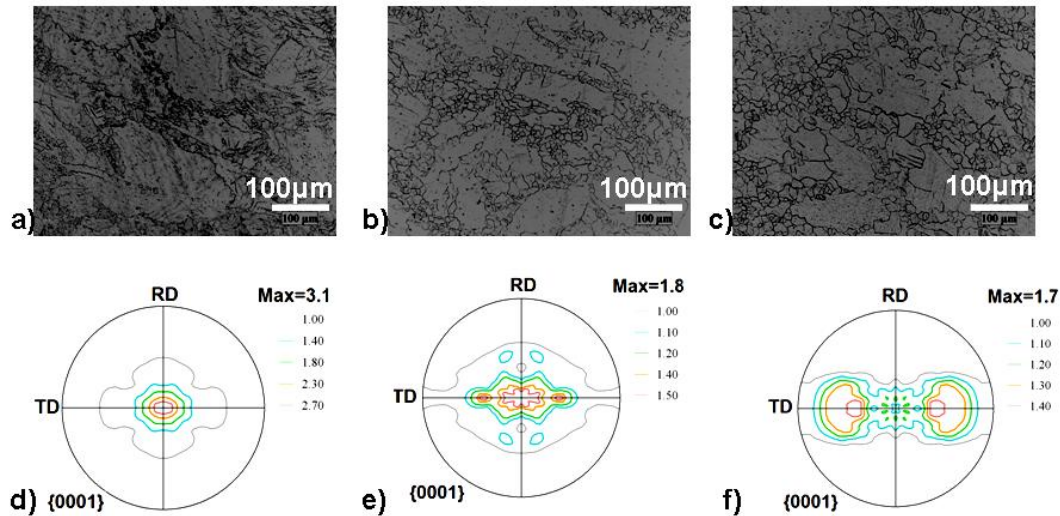 100μm
100 μm
a)
100μm
100 μm
b)
100μm
100 μm
c)
RD
Max=3.1
1.00
1.40
1.80
2.30
2.70
TD
d)
{0001}
RD
Max=1.8
1.00
1.10
1.20
1.40
1.50
TD
e)
{0001}
RD
Max=1.7
1.00
1.10
1.20
1.30
1.40
TD
f)
{0001}